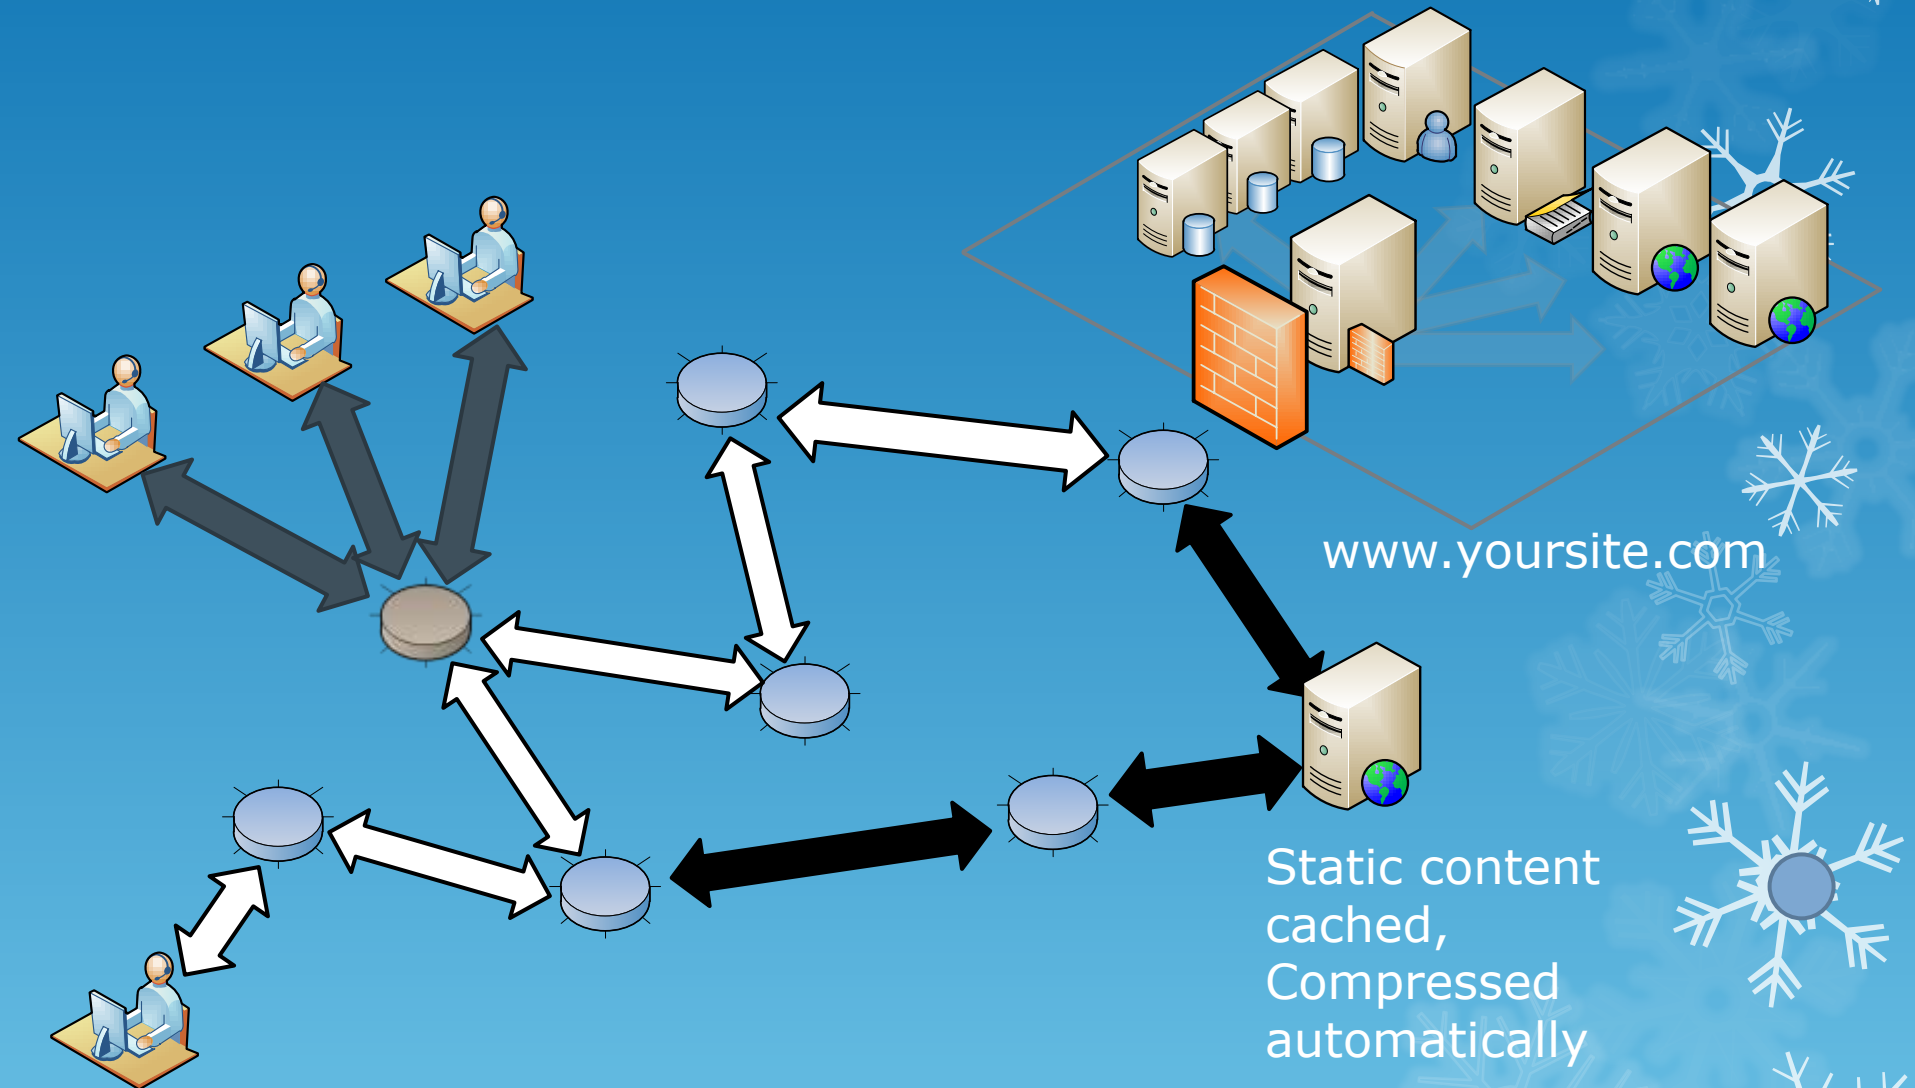 www.yoursite.com
Static content
cached,
Compressed
automatically